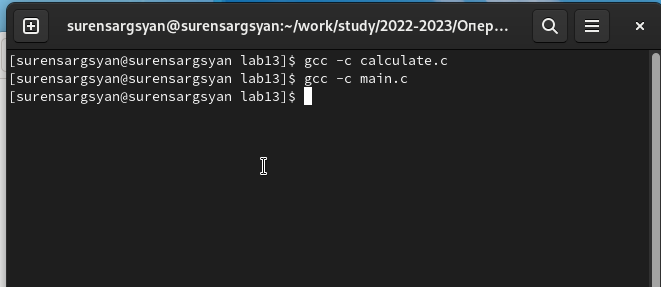 surensargsyan@surensargsyan:~/work/study/2022-2023/Опер...
[surensargsyan@surensargsyan lab13]$ gcc -c calculate.c
[surensargsyan@surensargsyan lab13]$ gcc -c main.c
[surensargsyan@surensargsyan lab13]$